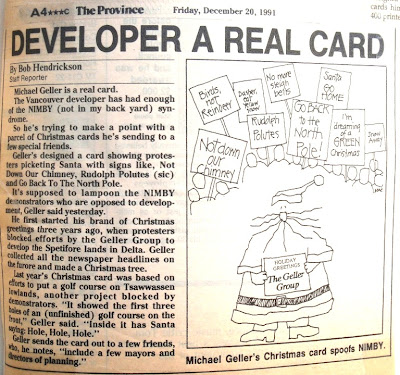 A4★★★C The Province
Friday, December 20, 1991
cards him
400 printe
DEVELOPER A REAL CARD
By Bob Hendrickson
Staff Reporter
Michael Geller is a real card.
The Vancouver developer has had enough
of the NIMBY (not in my back yard) syn-
drome.
So he's trying to make a point with a
parcel of Christmas cards he's sending to a
few special friends.
Geller's designed a card showing protes-
ters picketing Santa with signs like, Not
Down Our Chimney, Rudolph Polutes (sic)
and Go Back To The North Pole.
It's supposed to lampoon the NIMBY
demonstrators who are opposed to develop-
ment, Geller said yesterday.
He first started his brand of Christmas
greetings three years ago, when protesters
blocked efforts by the Geller Group to
develop the Spetifore lands in Delta. Geller
collected all the newspaper headlines on
the furore and made a Christmas tree.
Last year's Christmas card was based on
efforts to put a golf course on Tsawwassen
lowlands, another project blocked by
demonstrators. "It showed the first three
holes of an (unfinished) golf course on the
front," Geller said. "Inside it has Santa
saying: Hole, Hole, Hole."
Geller sends the card out to a few friends,
who, he notes, "include a few mayors and
directors of planning."
Birds,
not
Reindeer
No more
sleigh
bells
Santa
GO
HOME
Rudolph
Polutes
GO BACK
to the
North
Pole!
I'm
dreaming
of a
GREEN
Christmas
Stay
Away
Not down
our
chimney
HOLIDAY
GREETINGS
The Geller
Group
Michael Geller's Christmas card spoofs NIMBY.